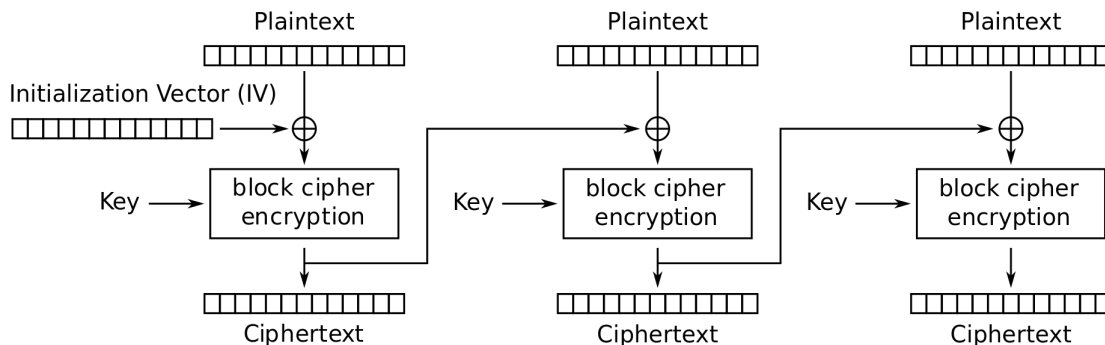 Plaintext
Plaintext
Plaintext
Initialization Vector (IV)
Key
block cipher
encryption
Key
block cipher
encryption
Key
block cipher
encryption
Ciphertext
Ciphertext
Ciphertext